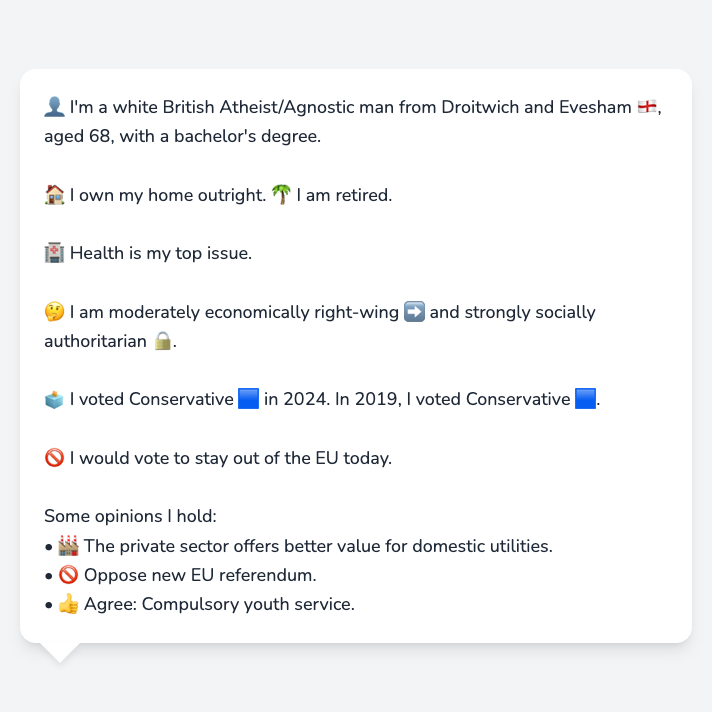 👤 I'm a white British Atheist/Agnostic man from Droitwich and Evesham 🏴󠁧󠁢󠁥󠁮󠁧󠁿,
aged 68, with a bachelor's degree.
🏠 I own my home outright. 🌴 I am retired.
🏥 Health is my top issue.
🤔 I am moderately economically right-wing ➡️ and strongly socially
authoritarian 🔒.
🗳️ I voted Conservative 🟦 in 2024. In 2019, I voted Conservative 🟦.
🚫 I would vote to stay out of the EU today.
Some opinions I hold:
• 🏭 The private sector offers better value for domestic utilities.
• 🚫 Oppose new EU referendum.
• 👍 Agree: Compulsory youth service.